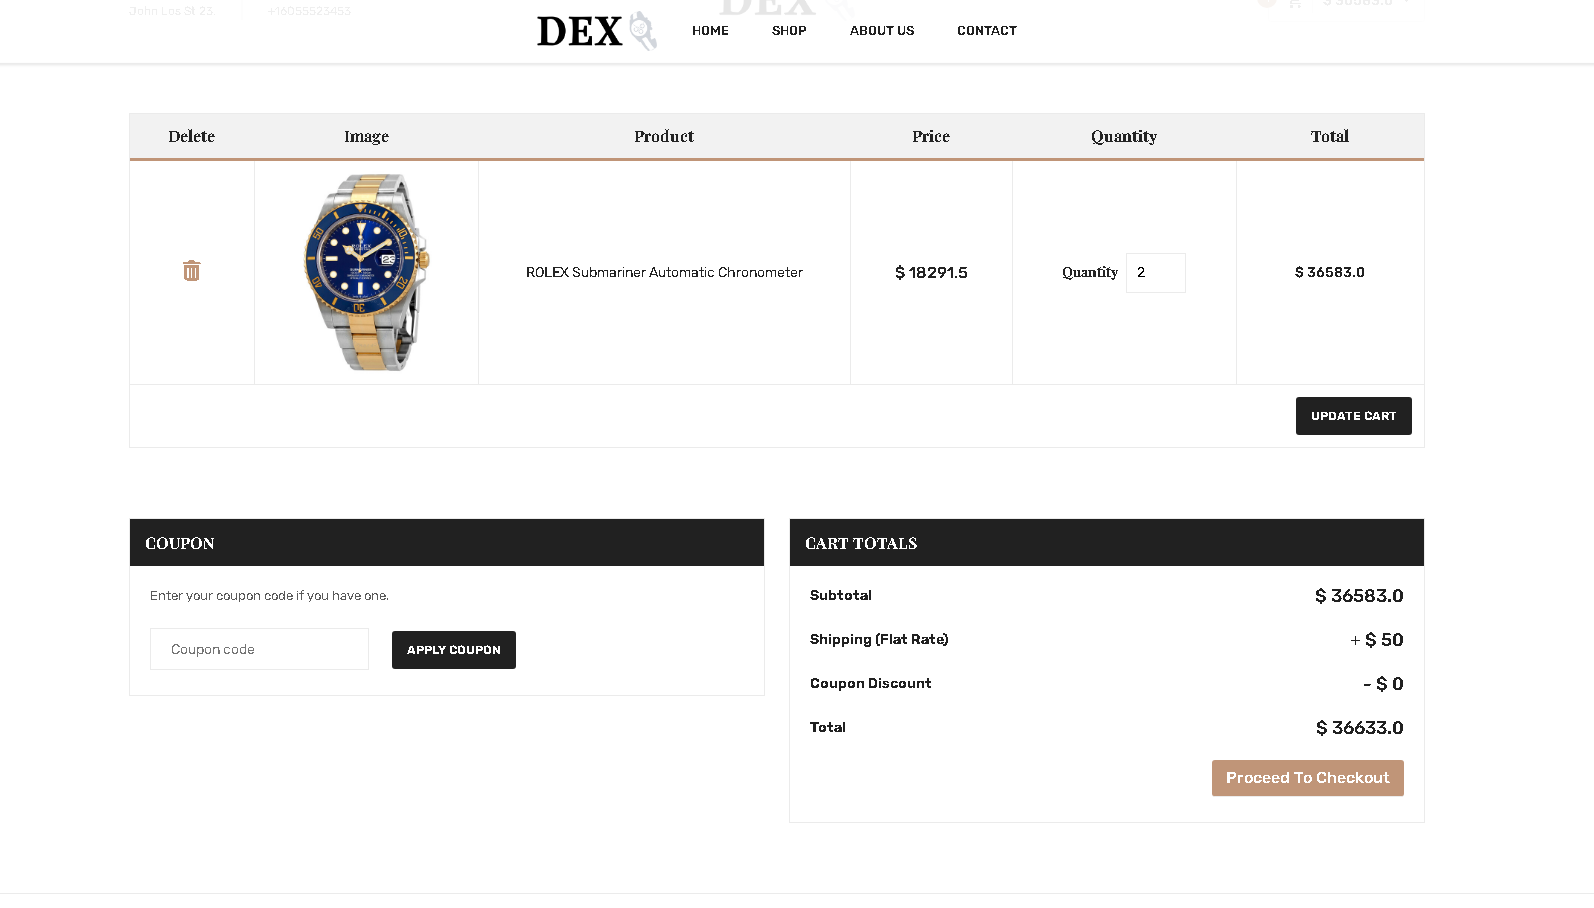 John Los St 23.
+16055523453
$ 36583.0
DEX
HOME
SHOP
ABOUT US
CONTACT
Delete
Image
Product
Price
Quantity
Total
ROLEX
ROLEX Submariner Automatic Chronometer
$ 18291.5
Quantity 2
$ 36583.0
UPDATE CART
COUPON
Enter your coupon code if you have one.
Coupon code
APPLY COUPON
CART TOTALS
Subtotal
$ 36583.0
Shipping (Flat Rate)
+ $ 50
Coupon Discount
- $ 0
Total
$ 36633.0
Proceed To Checkout